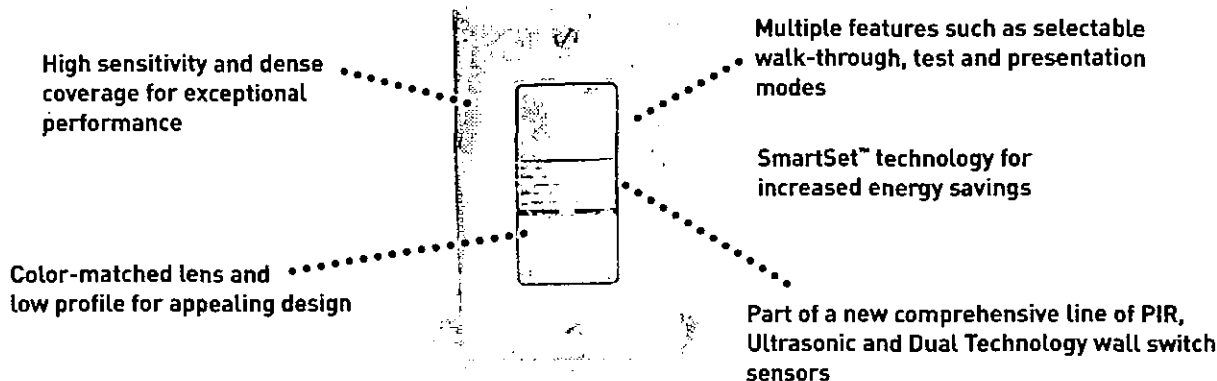 High sensitivity and dense
coverage for exceptional
performance
Color-matched lens and
low profile for appealing design
Multiple features such as selectable
walk-through, test and presentation
modes
SmartSet™ technology for
increased energy savings
Part of a new comprehensive line of PIR,
Ultrasonic and Dual Technology wall switch
sensors